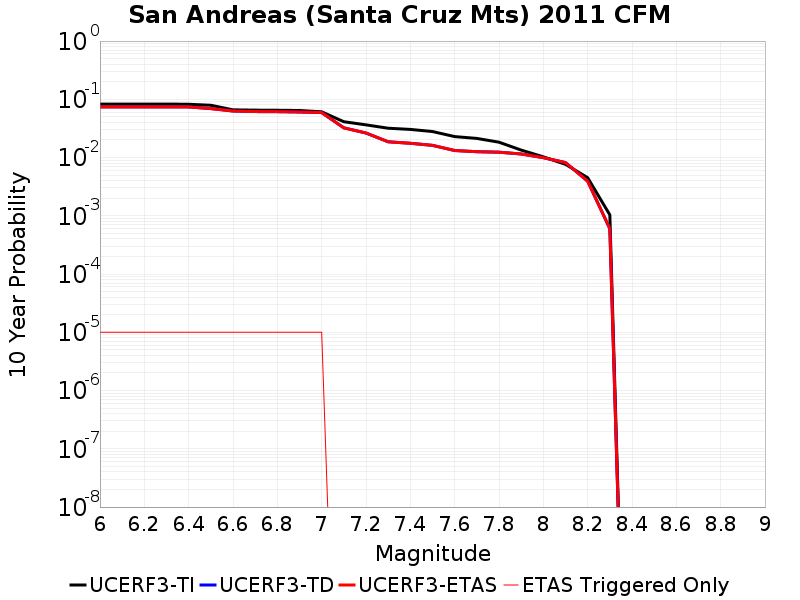 San Andreas (Santa Cruz Mts) 2011 CFM
10 Year Probability
10^0
10^-1
10^-2
10^-3
10^-4
10^-5
10^-6
10^-7
10^-8
6 6.2 6.4 6.6 6.8 7 7.2 7.4 7.6 7.8 8 8.2 8.4 8.6 8.8 9
Magnitude
UCERF3-TI UCERF3-TD UCERF3-ETAS ETAS Triggered Only